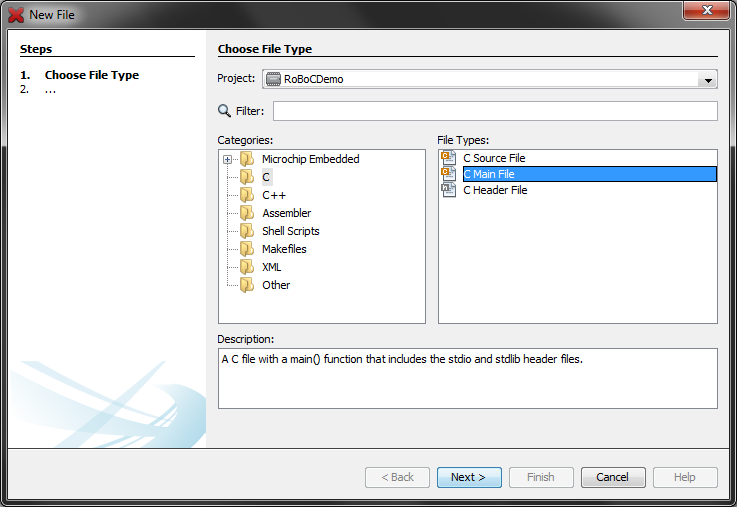 New File
Steps
1. Choose File Type
2. ...
Choose File Type
Project: RoBoCDemo
Filter:
Categories:
Microchip Embedded
C
C++
Assembler
Shell Scripts
Makefiles
XML
Other
File Types:
C Source File
C Main File
C Header File
Description:
A C file with a main() function that includes the stdio and stdlib header files.
< Back Next > Finish Cancel Help